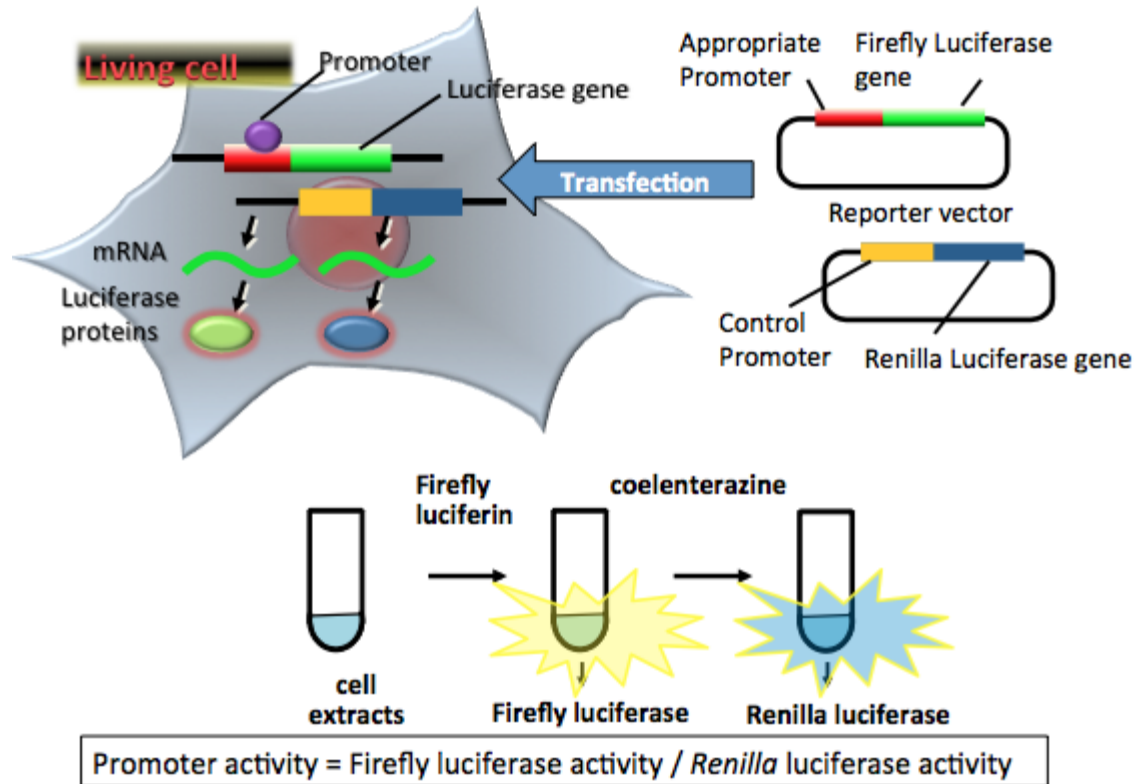 Living cell
Promoter
Luciferase gene
mRNA
Luciferase
proteins
Transfection
Appropriate
Promoter
Firefly Luciferase
gene
Reporter vector
Control
Promoter
Renilla Luciferase gene
Firefly
luciferin
coelenterazine
cell
extracts
Firefly luciferase
Renilla luciferase
Promoter activity = Firefly luciferase activity / Renilla luciferase activity